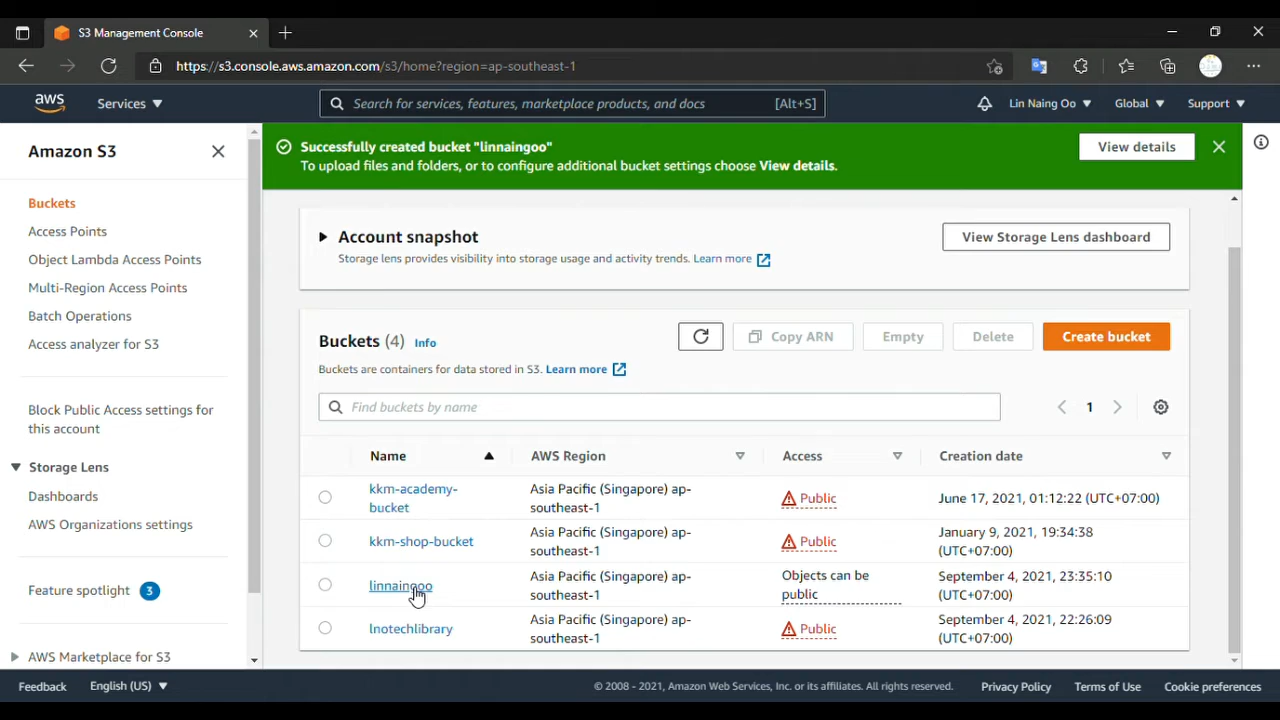 S3 Management Console
https://s3.console.aws.amazon.com/s3/home?region=ap-southeast-1
aws
Services
Search for services, features, marketplace products, and docs
[Alt+S]
Lin Naing Oo
Global
Support
Amazon S3
Buckets
Access Points
Object Lambda Access Points
Multi-Region Access Points
Batch Operations
Access analyzer for S3
Block Public Access settings for
this account
Storage Lens
Dashboards
AWS Organizations settings
Feature spotlight 3
AWS Marketplace for S3
Successfully created bucket "linnaingoo"
To upload files and folders, or to configure additional bucket settings choose View details.
View details
Account snapshot
Storage lens provides visibility into storage usage and activity trends. Learn more
View Storage Lens dashboard
Buckets (4) Info
Buckets are containers for data stored in S3. Learn more
Copy ARN
Empty
Delete
Create bucket
Find buckets by name
1
Name
AWS Region
Access
Creation date
kkm-academy-
bucket
Asia Pacific (Singapore) ap-
southeast-1
Public
June 17, 2021, 01:12:22 (UTC+07:00)
kkm-shop-bucket
Asia Pacific (Singapore) ap-
southeast-1
Public
January 9, 2021, 19:34:38
(UTC+07:00)
linnaingoo
Asia Pacific (Singapore) ap-
southeast-1
Objects can be
public
September 4, 2021, 23:35:10
(UTC+07:00)
lnotechlibrary
Asia Pacific (Singapore) ap-
southeast-1
Public
September 4, 2021, 22:26:09
(UTC+07:00)
Feedback
English (US)
© 2008 - 2021, Amazon Web Services, Inc. or its affiliates. All rights reserved.
Privacy Policy
Terms of Use
Cookie preferences